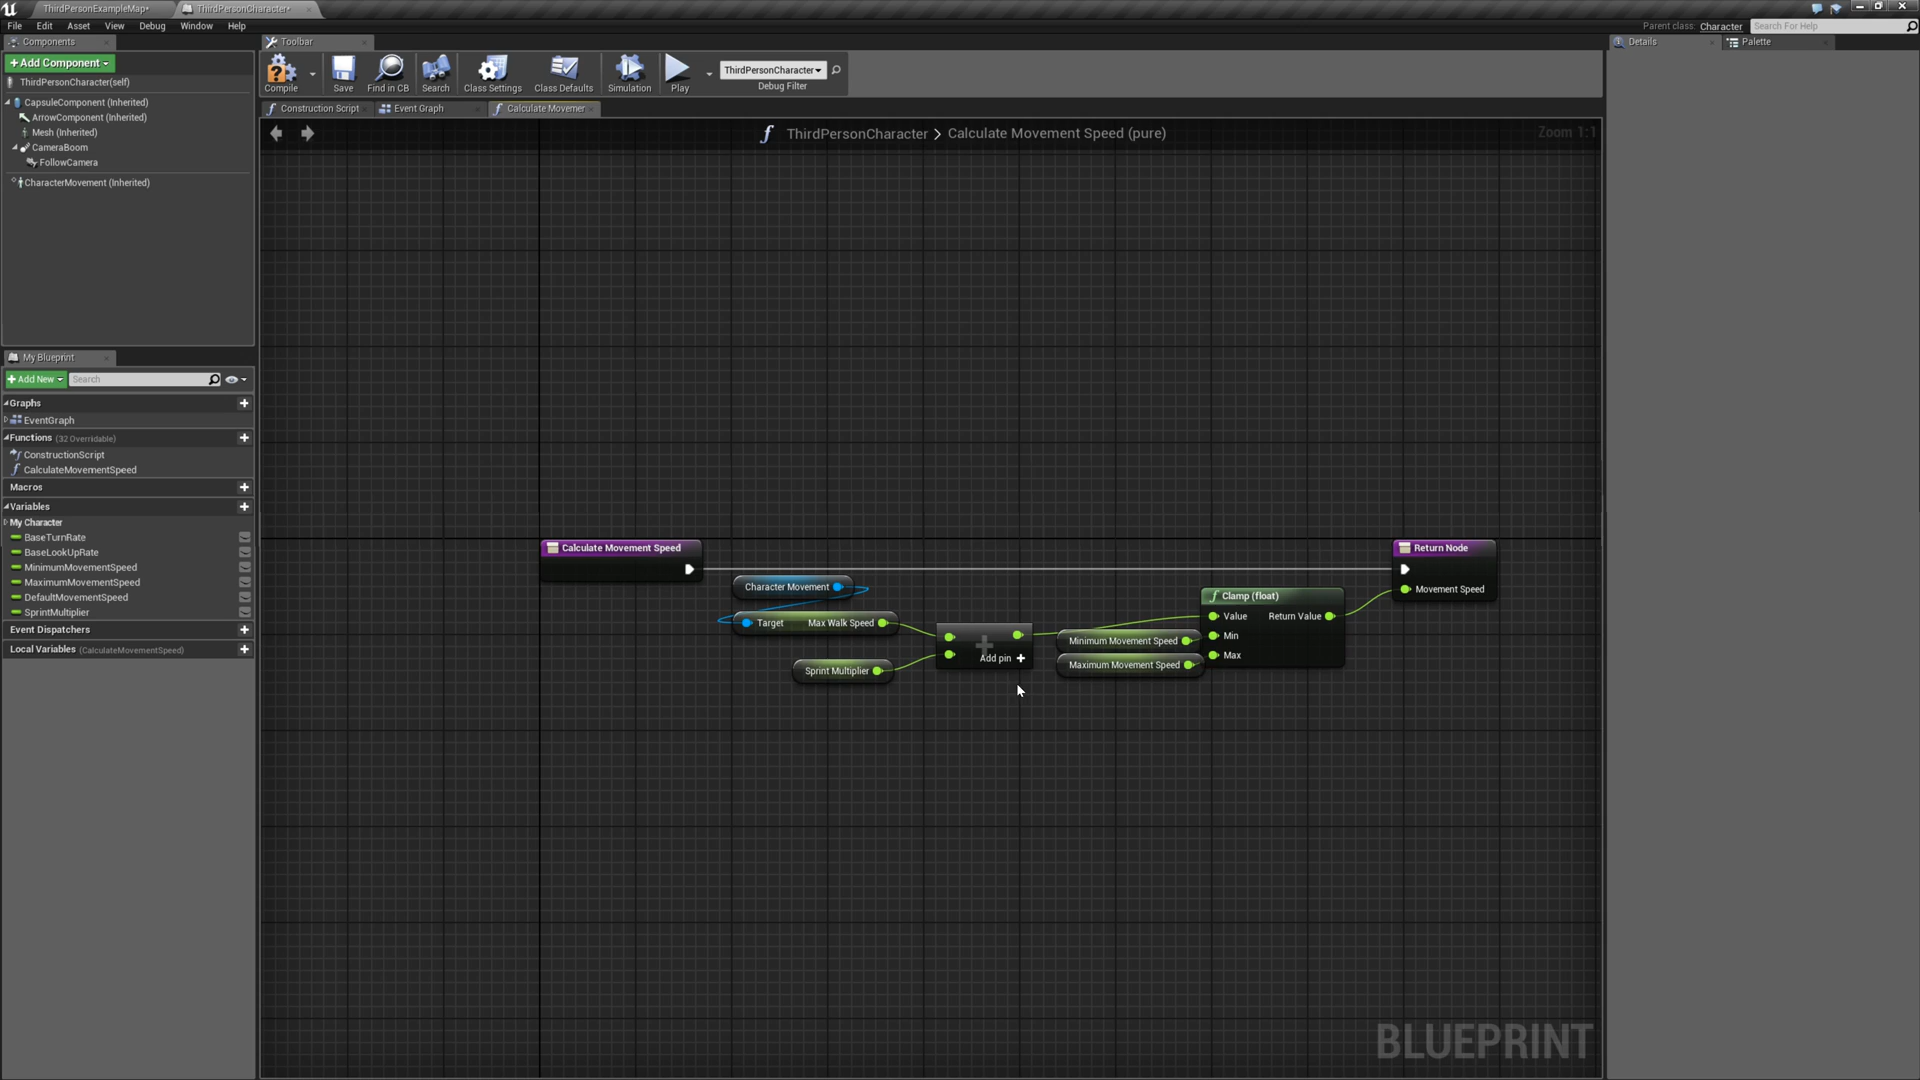 ThirdPersonExampleMap*
ThirdPersonCharacter*
File Edit Asset View Debug Window Help
Parent class: Character Search For Help
Components
Toolbar
Details
Palette
+Add Component
ThirdPersonCharacter(self)
CapsuleComponent (Inherited)
ArrowComponent (Inherited)
Mesh (Inherited)
CameraBoom
FollowCamera
CharacterMovement (Inherited)
Compile
Save
Find in CB
Search
Class Settings
Class Defaults
Simulation
Play
ThirdPersonCharacter
Debug Filter
Construction Script
Event Graph
Calculate Movemen
ThirdPersonCharacter > Calculate Movement Speed (pure)
Zoom 1:1
My Blueprint
+Add New
Search
Graphs
EventGraph
Functions (32 Overridable)
ConstructionScript
CalculateMovementSpeed
Macros
Variables
My Character
BaseTurnRate
BaseLookUpRate
MinimumMovementSpeed
MaximumMovementSpeed
DefaultMovementSpeed
SprintMultiplier
Event Dispatchers
Local Variables (CalculateMovementSpeed)
Calculate Movement Speed
Character Movement
Target Max Walk Speed
Sprint Multiplier
Add pin +
Minimum Movement Speed
Maximum Movement Speed
Clamp (float)
Value Return Value
Min
Max
Return Node
Movement Speed
BLUEPRINT